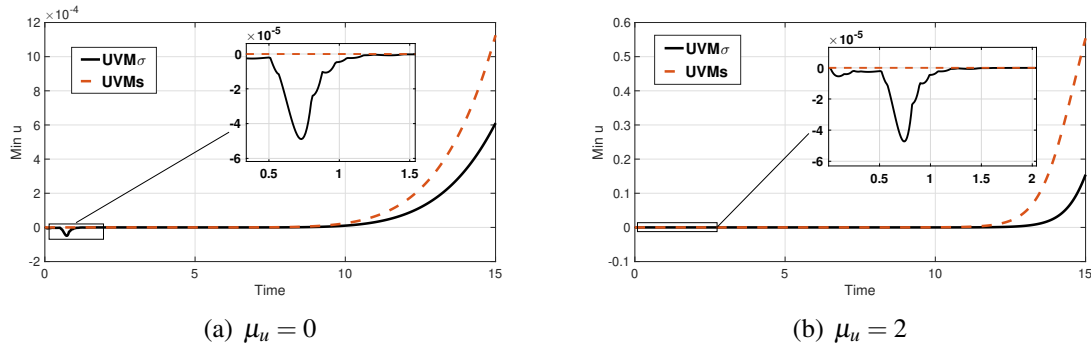 12 ×10⁻⁴
10
8
6
4
2
0
-2
0 5 10 15
Min u
Time
UVMσ
UVMs
×10⁻⁵
0
-2
-4
-6
0.5 1 1.5
(a) μᵤ = 0
0.6
0.5
0.4
0.3
0.2
0.1
0
-0.1
0 5 10 15
Min u
Time
UVMσ
UVMs
×10⁻⁵
0
-2
-4
-6
0.5 1 1.5 2
(b) μᵤ = 2